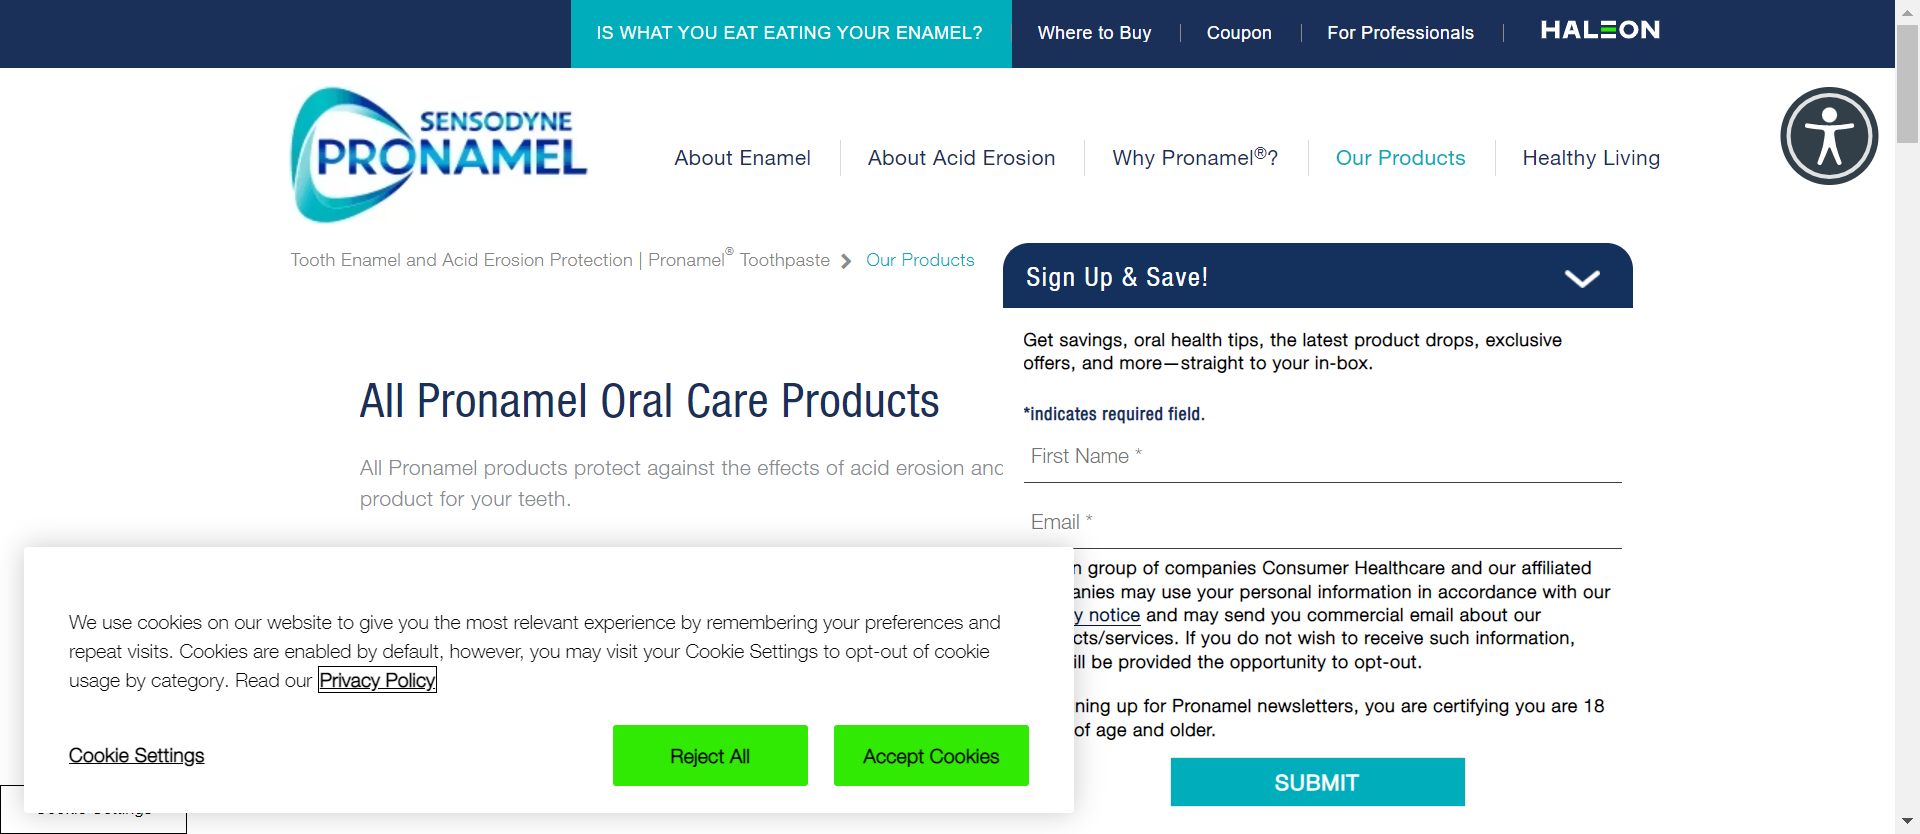 IS WHAT YOU EAT EATING YOUR ENAMEL?
Where to Buy
Coupon
For Professionals
HALEON
SENSODYNE
PRONAMEL
About Enamel
About Acid Erosion
Why Pronamel®?
Our Products
Healthy Living
Tooth Enamel and Acid Erosion Protection | Pronamel® Toothpaste
Our Products
Sign Up & Save!
Get savings, oral health tips, the latest product drops, exclusive
offers, and more—straight to your in-box.
*indicates required field.
First Name *
Email *
All Pronamel Oral Care Products
All Pronamel products protect against the effects of acid erosion and
product for your teeth.
n group of companies Consumer Healthcare and our affiliated
anies may use your personal information in accordance with our
y notice and may send you commercial email about our
cts/services. If you do not wish to receive such information,
ill be provided the opportunity to opt-out.
ning up for Pronamel newsletters, you are certifying you are 18
of age and older.
SUBMIT
We use cookies on our website to give you the most relevant experience by remembering your preferences and
repeat visits. Cookies are enabled by default, however, you may visit your Cookie Settings to opt-out of cookie
usage by category. Read our Privacy Policy
Cookie Settings
Reject All
Accept Cookies